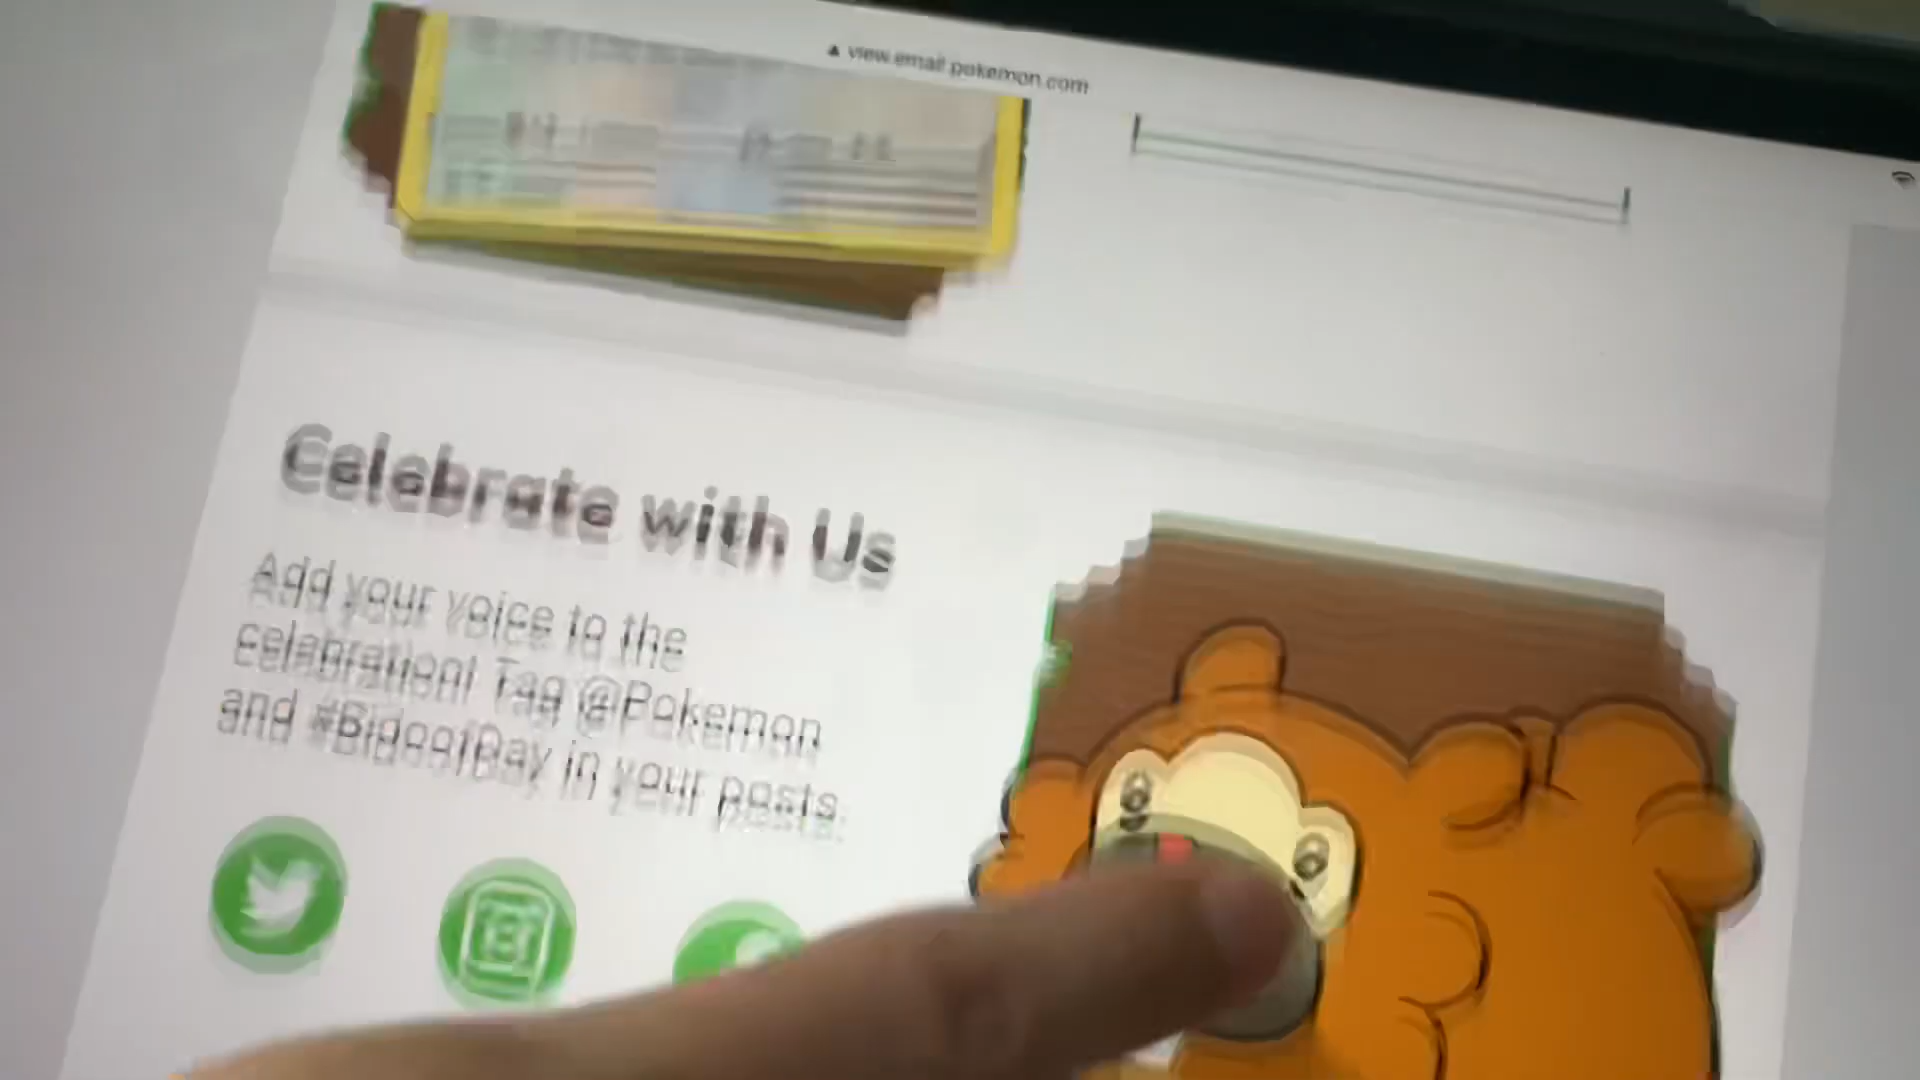 view.email.pokemon.com
Celebrate with Us
Add your voice to the
celebration! Tag @Pokemon
and #BidoofDay in your posts.